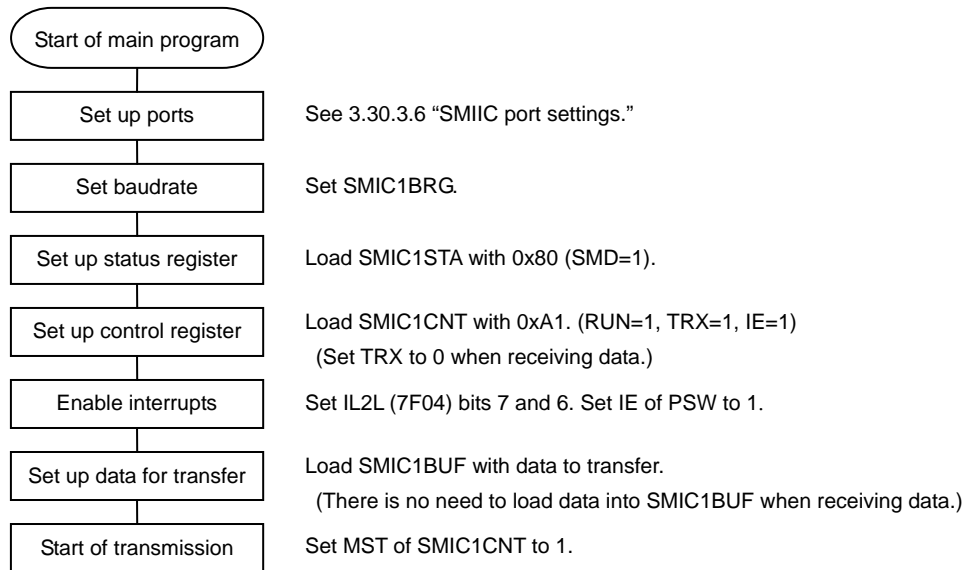 Start of main program
Set up ports
See 3.30.3.6 “SMIIC port settings.”
Set baudrate
Set SMIC1BRG.
Set up status register
Load SMIC1STA with 0x80 (SMD=1).
Set up control register
Load SMIC1CNT with 0xA1. (RUN=1, TRX=1, IE=1)
(Set TRX to 0 when receiving data.)
Enable interrupts
Set IL2L (7F04) bits 7 and 6. Set IE of PSW to 1.
Set up data for transfer
Load SMIC1BUF with data to transfer.
(There is no need to load data into SMIC1BUF when receiving data.)
Start of transmission
Set MST of SMIC1CNT to 1.